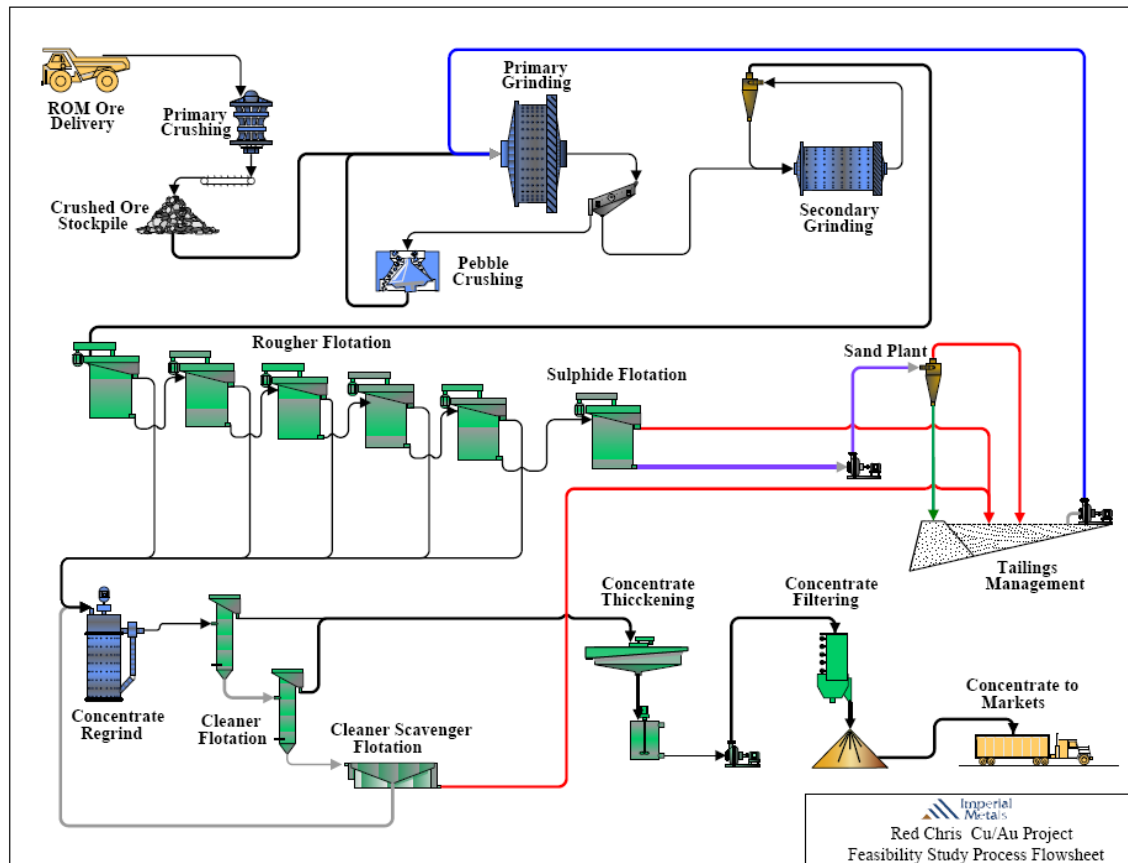 ROM Ore
Delivery
Primary
Crushing
Crushed Ore
Stockpile
Primary
Grinding
Pebble
Crushing
Secondary
Grinding
Rougher Flotation
Sulphide Flotation
Sand Plant
Tailings
Management
Concentrate
Regrind
Cleaner
Flotation
Cleaner Scavenger
Flotation
Concentrate
Thicckening
Concentrate
Filtering
Concentrate to
Markets
Imperial
Metals
Red Chris Cu/Au Project
Feasibility Study Process Flowsheet